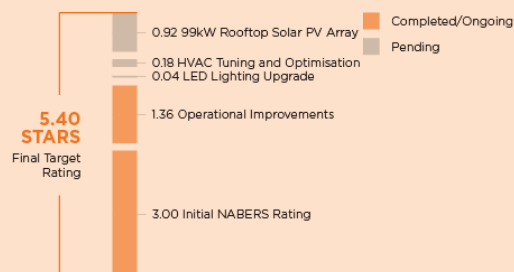 0.92 99kW Rooftop Solar PV Array
0.18 HVAC Tuning and Optimisation
0.04 LED Lighting Upgrade
1.36 Operational Improvements
3.00 Initial NABERS Rating
5.40
STARS
Final Target
Rating
Completed/Ongoing
Pending